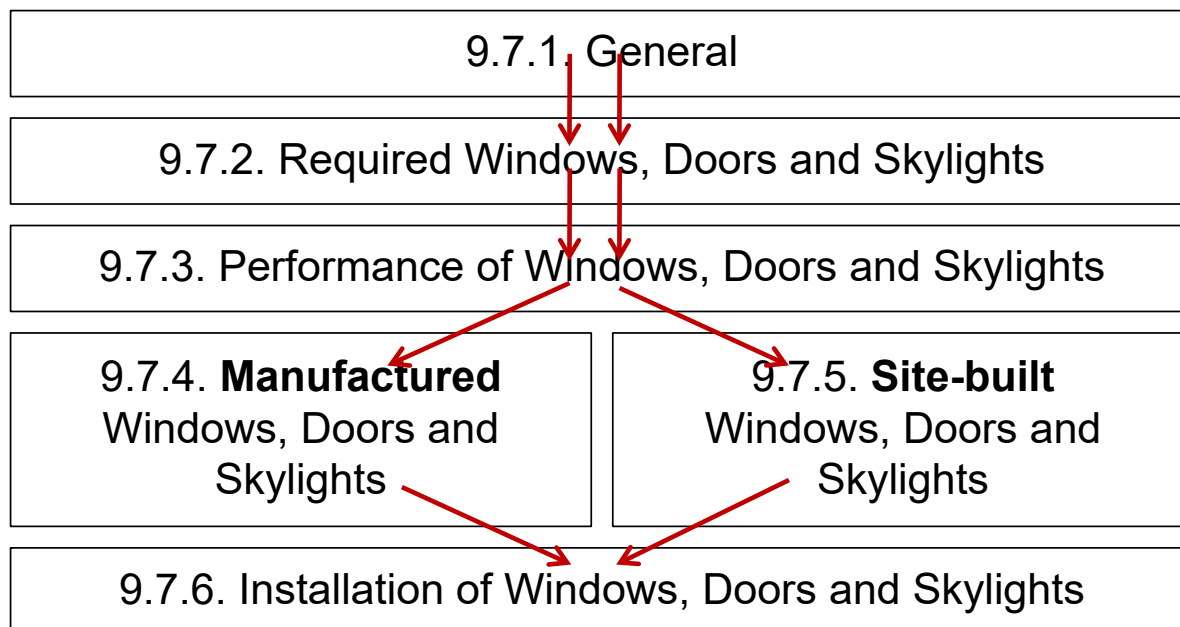 9.7.1. General
9.7.2. Required Windows, Doors and Skylights
9.7.3. Performance of Windows, Doors and Skylights
9.7.4. Manufactured
Windows, Doors and
Skylights
9.7.5. Site-built
Windows, Doors and
Skylights
9.7.6. Installation of Windows, Doors and Skylights